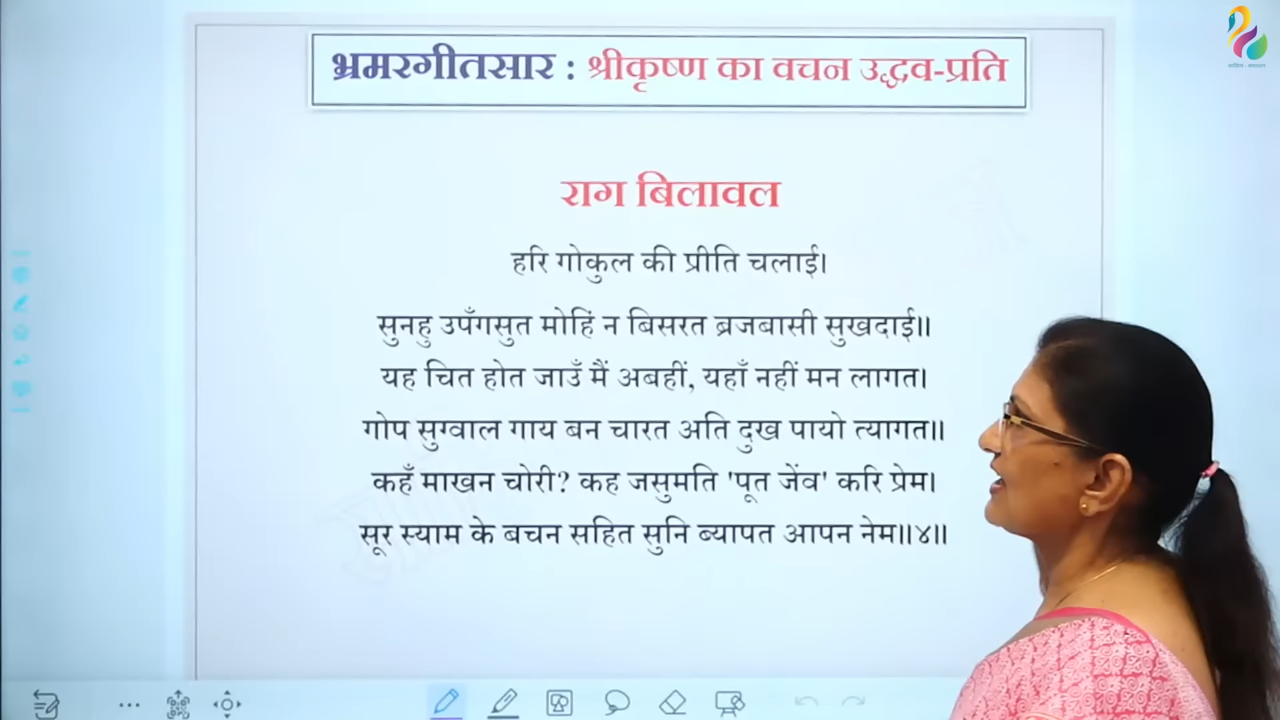 भ्रमरगीतसार : श्रीकृष्ण का वचन उद्धव-प्रति
राग बिलावल
हरि गोकुल की प्रीति चलाई।
सुनहु उपँगसुत मोहिं न बिसरत ब्रजबासी सुखदाई॥
यह चित होत जाउँ मैं अबहीं, यहाँ नहीं मन लागत।
गोप सुग्वाल गाय बन चारत अति दुख पायो त्यागत॥
कहँ माखन चोरी? कह जसुमति 'पूत जेंव' करि प्रेम।
सूर स्याम के बचन सहित सुनि ब्यापत आपन नेम॥४॥